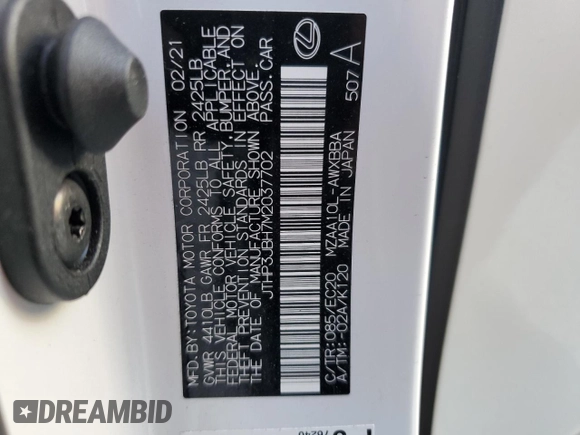 MFD.BY:TOYOTA MOTOR CORPORATION 02/21
GVWR 4410LB GAWR FR 2425LB RR 2425LB
THIS VEHICLE CONFORMS TO ALL APPLICABLE
FEDERAL MOTOR VEHICLE SAFETY, BUMPER, AND
THEFT PREVENTION STANDARDS IN EFFECT ON
THE DATE OF MANUFACTURE SHOWN ABOVE.
JTHP3JBH7M2037702 PASS.CAR
C/TR:085/EC20 MZAA10L-AWXBBA
A/TM:-02A/K120 MADE IN JAPAN 507 A
76240
DREAMBID